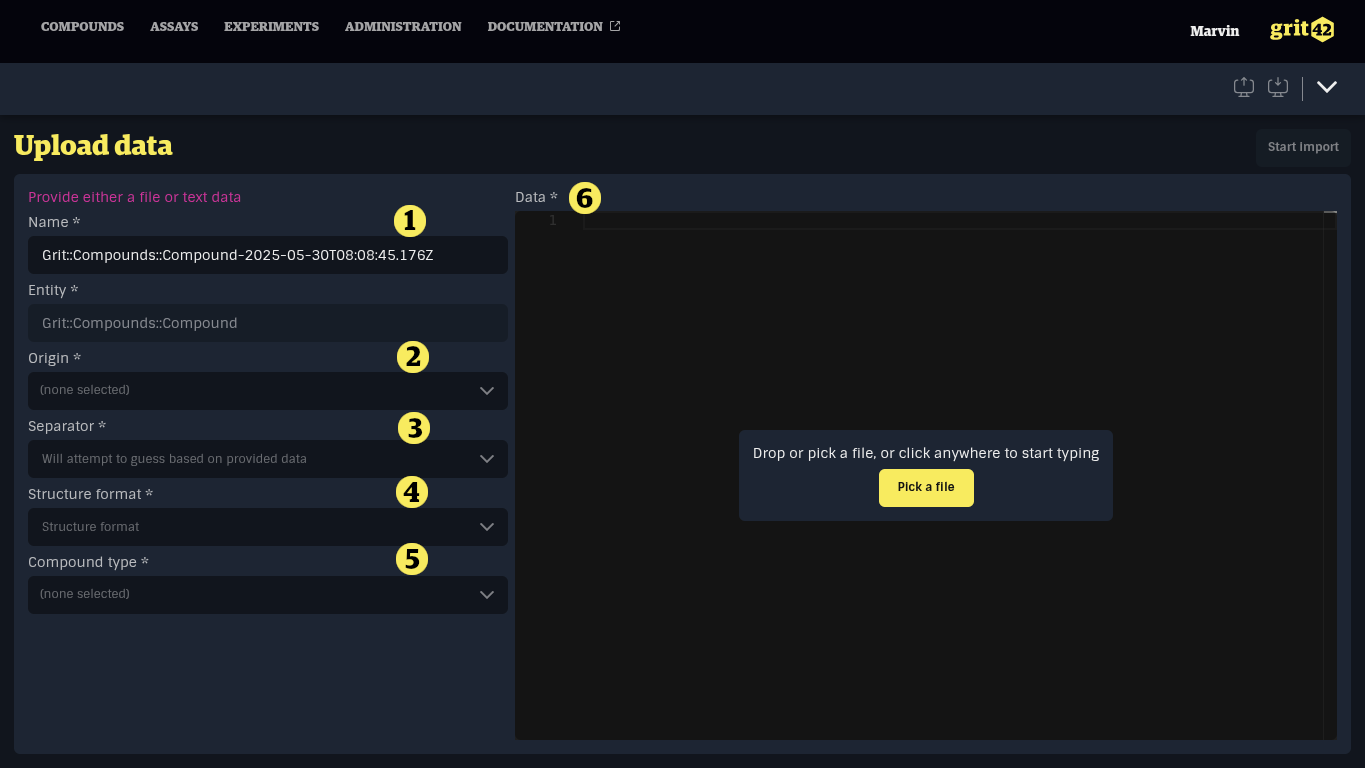 COMPOUNDS ASSAYS EXPERIMENTS ADMINISTRATION DOCUMENTATION Marvin grit42
Upload data
Start import
Provide either a file or text data
Name * 1
Grit::Compounds::Compound-2025-05-30T08:08:45.176Z
Entity *
Grit::Compounds::Compound
Origin * 2
(none selected)
Separator * 3
Will attempt to guess based on provided data
Structure format * 4
Structure format
Compound type * 5
(none selected)
Data * 6
1
Drop or pick a file, or click anywhere to start typing
Pick a file